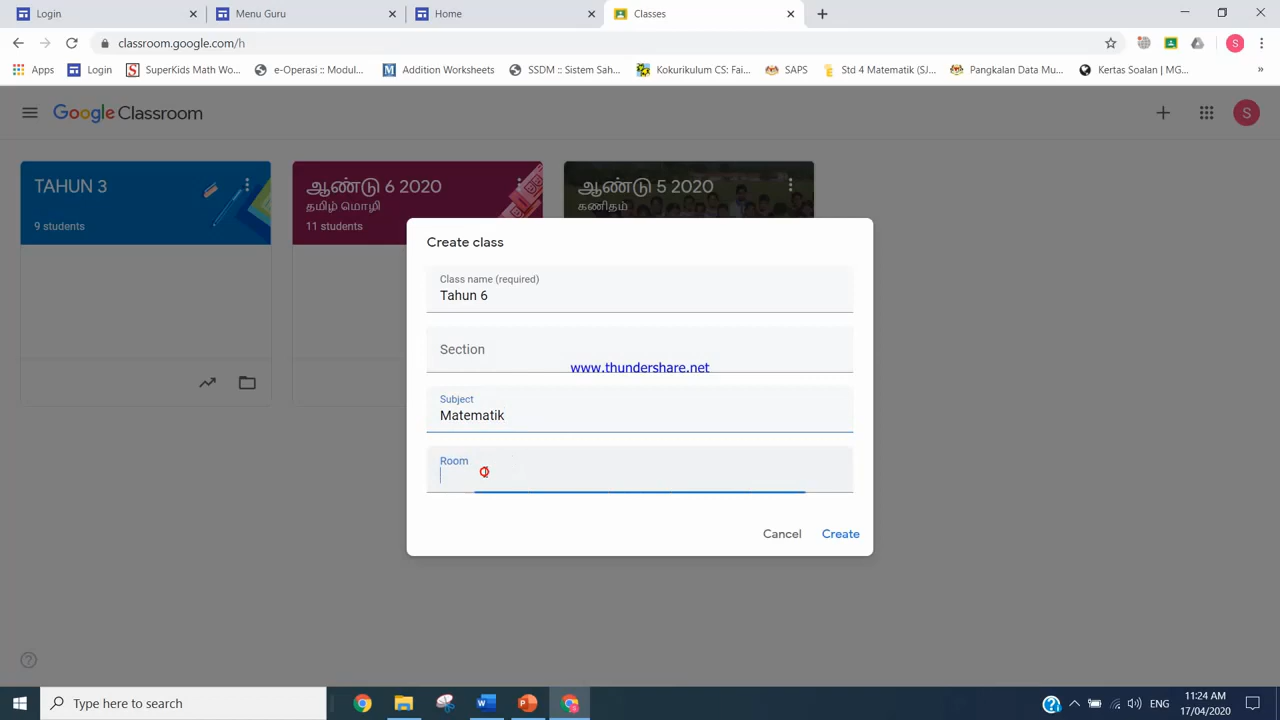 Login
Menu Guru
Home
Classes
classroom.google.com/h
S
Apps
Login
SuperKids Math Wo...
e-Operasi :: Modul...
Addition Worksheets
SSDM :: Sistem Sah...
Kokurikulum CS: Fai...
SAPS
Std 4 Matematik (SJ...
Pangkalan Data Mu...
Kertas Soalan | MG...
»
Google Classroom
S
TAHUN 3
9 students
ஆண்டு 6 2020
தமிழ் மொழி
11 students
ஆண்டு 5 2020
கணிதம்
Create class
Class name (required)
Tahun 6
Section
www.thundershare.net
Subject
Matematik
Room
Cancel
Create
Type here to search
ENG
11:24 AM
17/04/2020